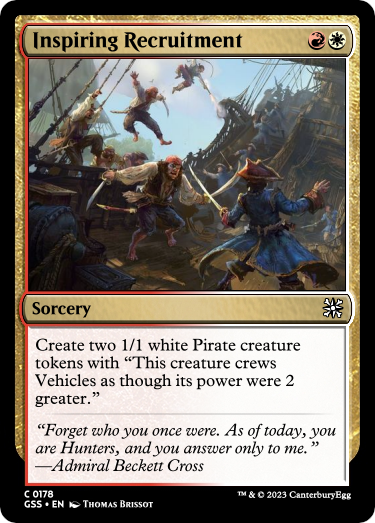 Inspiring Recruitment
Sorcery
Create two 1/1 white Pirate creature
tokens with “This creature crews
Vehicles as though its power were 2
greater.”
“Forget who you once were. As of today, you
are Hunters, and you answer only to me.”
—Admiral Beckett Cross
C 0178
GSS • EN Thomas Brissot
™ & © 2023 CanterburyEgg